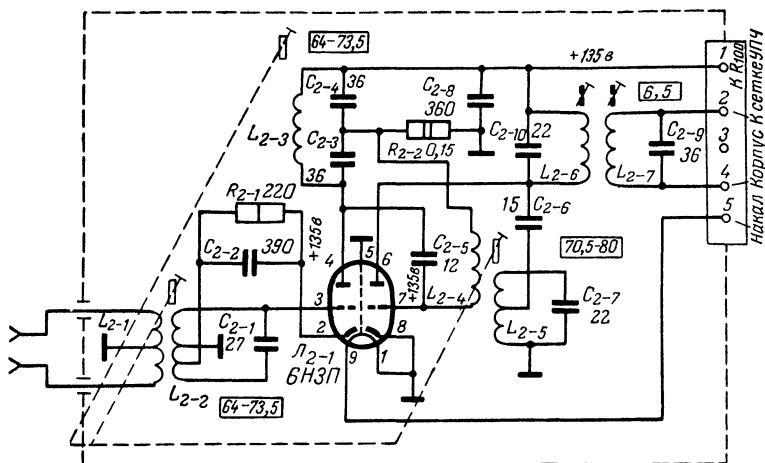 64-73,5
+135в
1
К R100
C2-4 36
C2-8
360
6,5
2
L2-3
C2-3
36
R2-2 0,15
C2-10 22
C2-9
36
3
L2-6
L2-7
4
К сетке УПЧ
Корпус
Накал
5
R2-1 220
C2-2 390
+135в
15 C2-6
70,5-80
4
5
6
C2-5
12
+135в
L2-4
C2-7
22
L2-5
L2-1
C2-1
27
3
7
2
8
9
1
Л2-1
6Н3П
L2-2
64-73,5